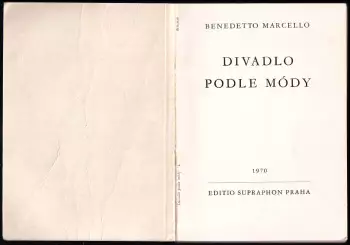 BENEDETTO MARCELLO
DIVADLO
PODLE MÓDY
1970
EDITIO SUPRAPHON PRAHA